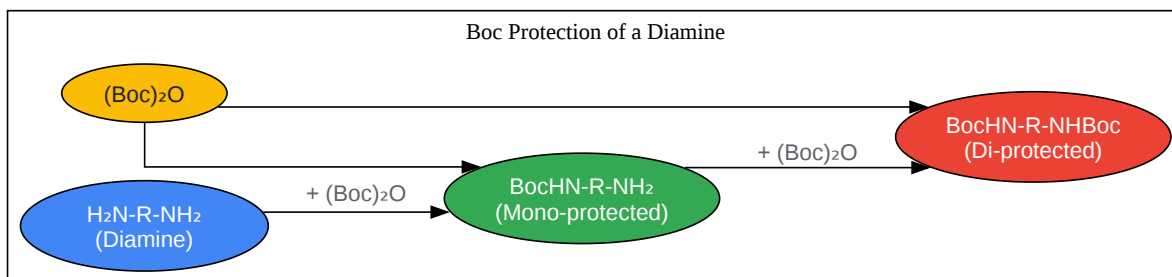 Boc Protection of a Diamine
(Boc)₂O
BocHN-R-NHBoc
(Di-protected)
+ (Boc)₂O
BocHN-R-NH₂
(Mono-protected)
+ (Boc)₂O
H₂N-R-NH₂
(Diamine)